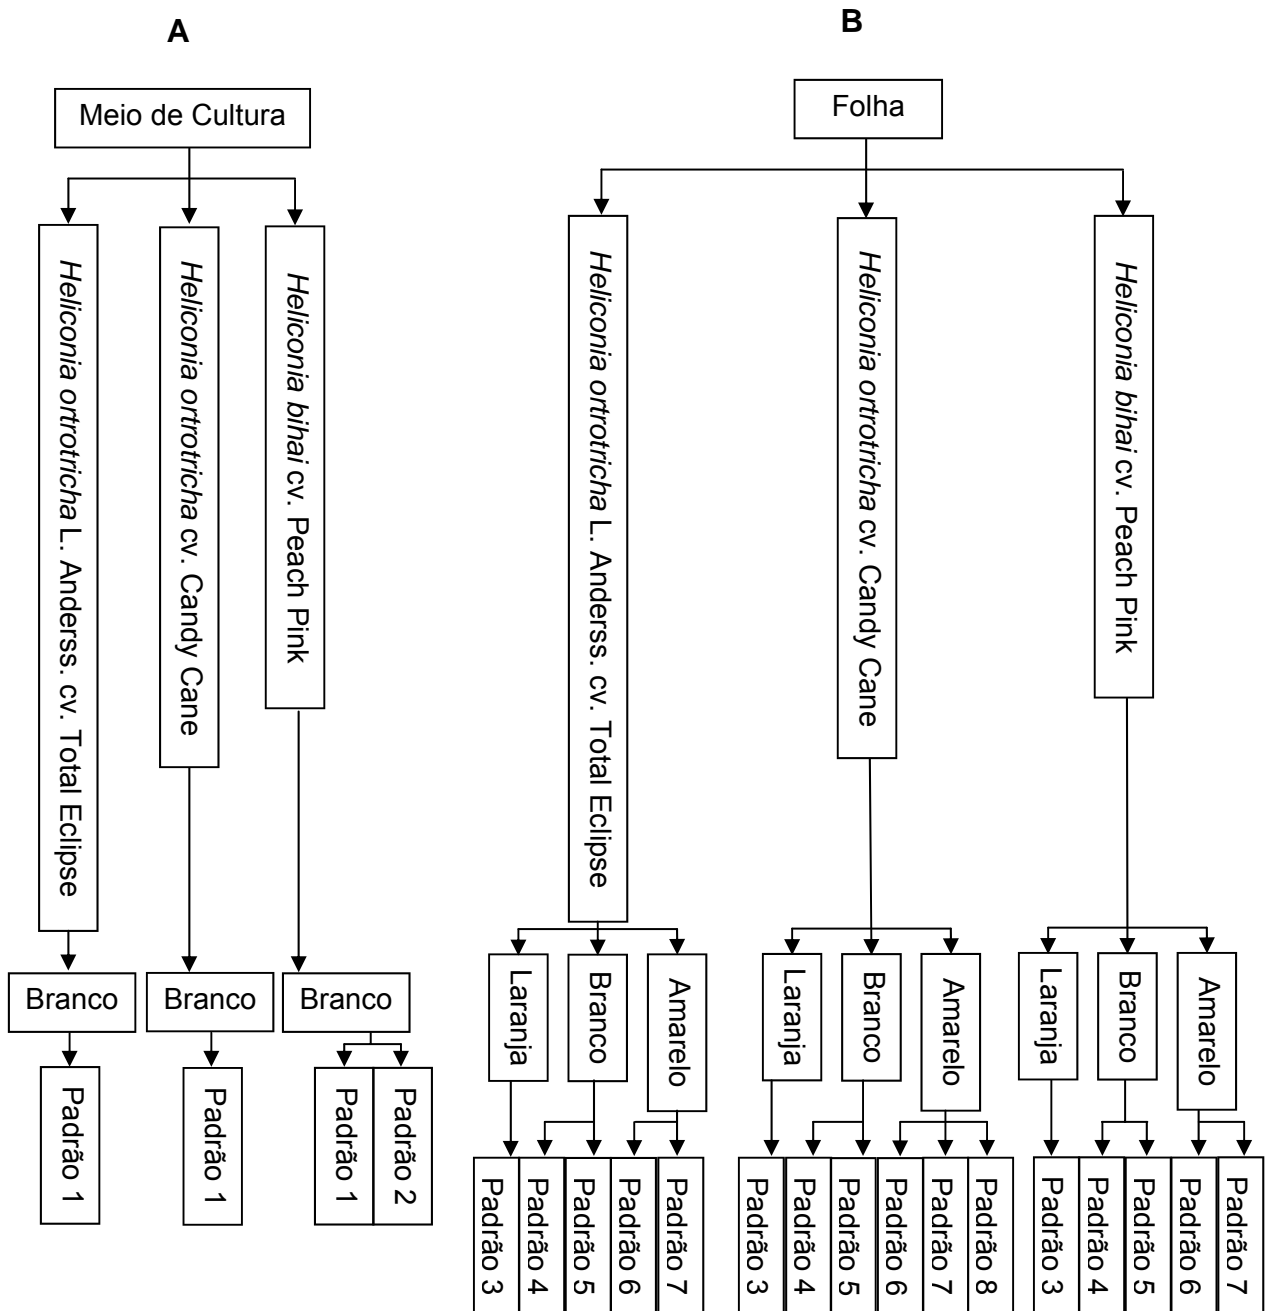 A
Meio de Cultura
Heliconia ortrotricha L. Anderss. cv. Total Eclipse
Heliconia ortrotricha cv. Candy Cane
Heliconia bihai cv. Peach Pink
Branco
Branco
Branco
Padrão 1
Padrão 1
Padrão 1
Padrão 2
B
Folha
Heliconia ortrotricha L. Anderss. cv. Total Eclipse
Heliconia ortrotricha cv. Candy Cane
Heliconia bihai cv. Peach Pink
Laranja
Branco
Amarelo
Laranja
Branco
Amarelo
Laranja
Branco
Amarelo
Padrão 3
Padrão 4
Padrão 5
Padrão 6
Padrão 7
Padrão 3
Padrão 4
Padrão 5
Padrão 6
Padrão 7
Padrão 8
Padrão 3
Padrão 4
Padrão 5
Padrão 6
Padrão 7